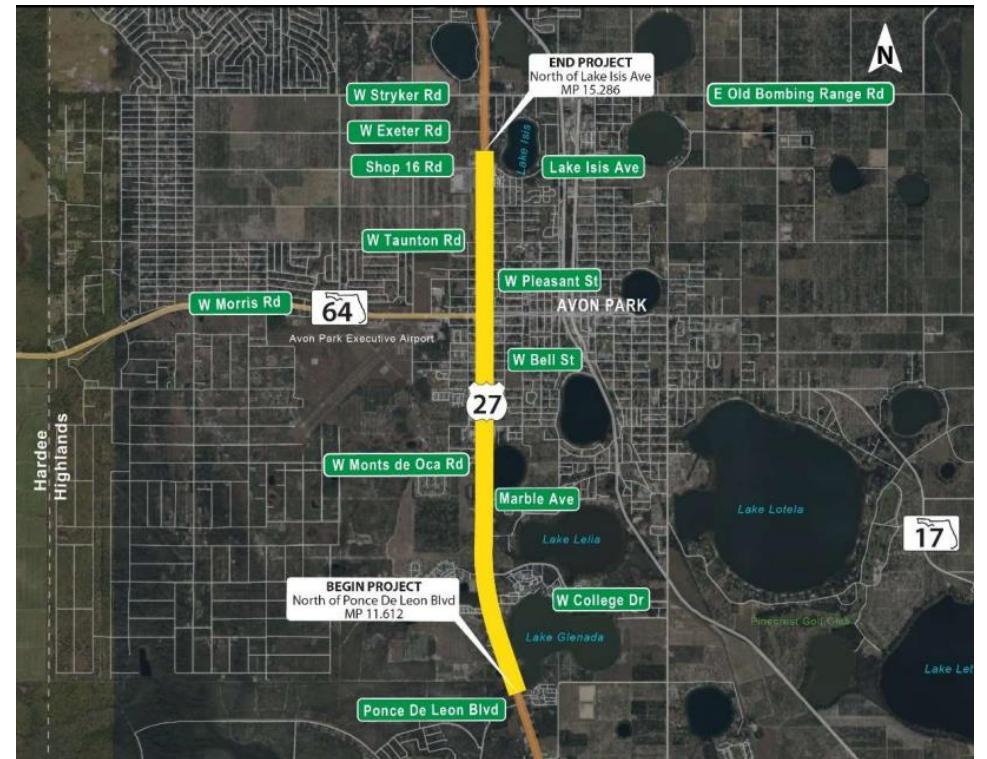 END PROJECT
North of Lake Isis Ave
MP 15.286
N
W Stryker Rd
E Old Bombing Range Rd
W Exeter Rd
Lake Isis
Shop 16 Rd
Lake Isis Ave
W Taunton Rd
W Pleasant St
W Morris Rd
64
AVON PARK
Avon Park Executive Airport
W Bell St
27
Hardee
Highlands
W Monts de Oca Rd
Marble Ave
Lake Lotela
17
Lake Lelia
BEGIN PROJECT
North of Ponce De Leon Blvd
MP 11.612
W College Dr
Pinecrest Golf Club
Lake Glenada
Lake Let
Ponce De Leon Blvd